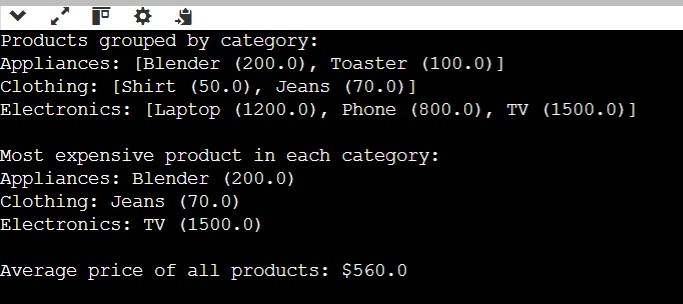 Products grouped by category:
Appliances: [Blender (200.0), Toaster (100.0)]
Clothing: [Shirt (50.0), Jeans (70.0)]
Electronics: [Laptop (1200.0), Phone (800.0), TV (1500.0)]
Most expensive product in each category:
Appliances: Blender (200.0)
Clothing: Jeans (70.0)
Electronics: TV (1500.0)
Average price of all products: $560.0